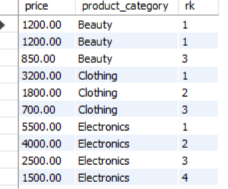 price product_category rk
1200.00 Beauty 1
1200.00 Beauty 1
850.00 Beauty 3
3200.00 Clothing 1
1800.00 Clothing 2
700.00 Clothing 3
5500.00 Electronics 1
4000.00 Electronics 2
2500.00 Electronics 3
1500.00 Electronics 4